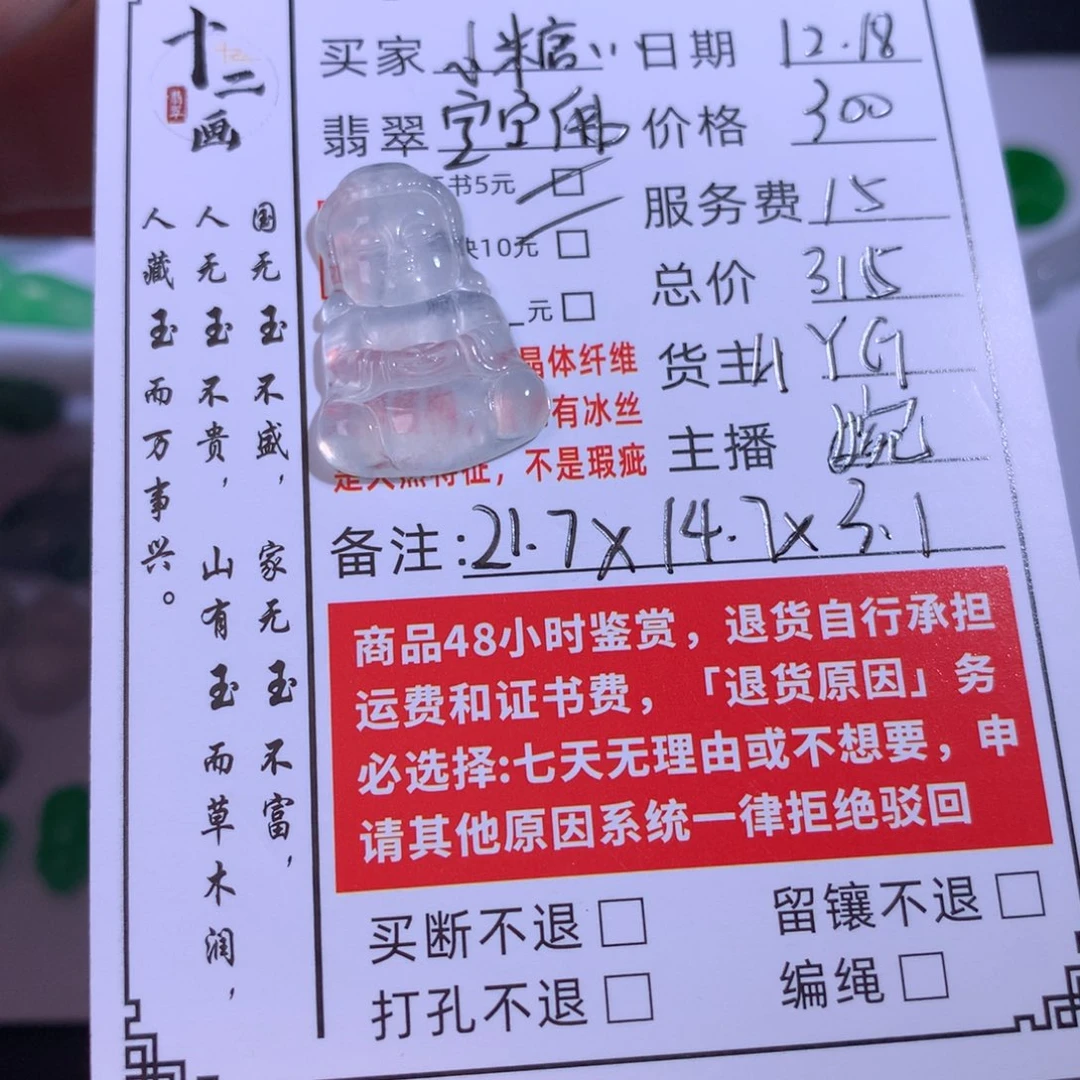 十二画
翡翠
国无玉不盛，家无玉不富，
人无玉不贵，山有玉而草木润，
人藏玉而万事兴。
买家 小糖 日期 12.18
翡翠 宝宝佛 价格 300
书5元
服务费 15
快10元
总价 315
元
货主 YG
晶体纤维
有冰丝
主播
是天然特征，不是瑕疵
备注：21.7x14.7x3.1
商品48小时鉴赏，退货自行承担
运费和证书费，「退货原因」务
必选择:七天无理由或不想要，申
请其他原因系统一律拒绝驳回
买断不退 留镶不退
打孔不退 编绳